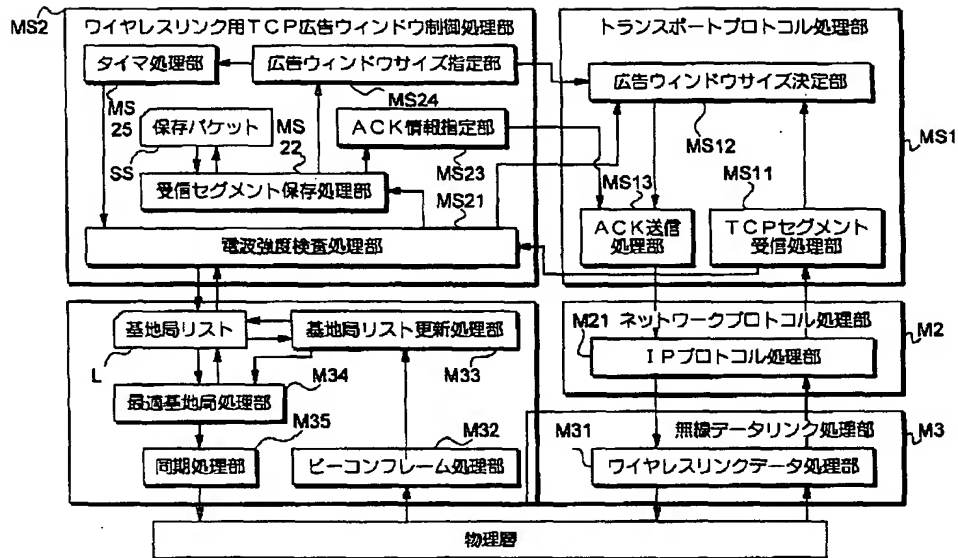 MS2
ワイヤレスリンク用TCP広告ウィンドウ制御処理部
タイマ処理部
広告ウィンドウサイズ指定部
MS24
MS
25
保存パケット
MS
22
ACK情報指定部
SS
MS23
受信セグメント保存処理部
MS21
電波強度検査処理部
トランスポートプロトコル処理部
広告ウィンドウサイズ決定部
MS12
MS1
MS13
MS11
ACK送信
処理部
TCPセグメント
受信処理部
基地局リスト
基地局リスト更新処理部
L
M34
M33
最適基地局処理部
M35
M32
同期処理部
ビーコンフレーム処理部
M21
ネットワークプロトコル処理部
M2
IPプロトコル処理部
M31
無線データリンク処理部
M3
ワイヤレスリンクデータ処理部
物理層